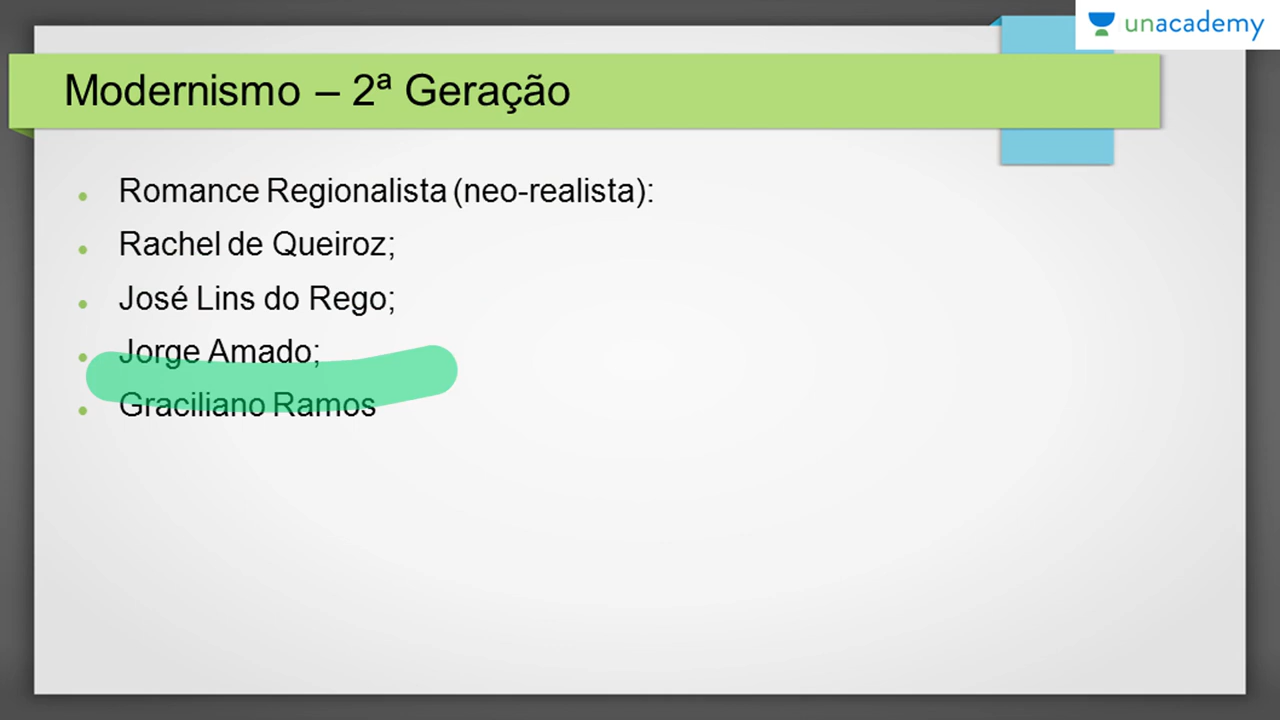 unacademy
Modernismo – 2ª Geração
Romance Regionalista (neo-realista):
Rachel de Queiroz;
José Lins do Rego;
Jorge Amado;
Graciliano Ramos